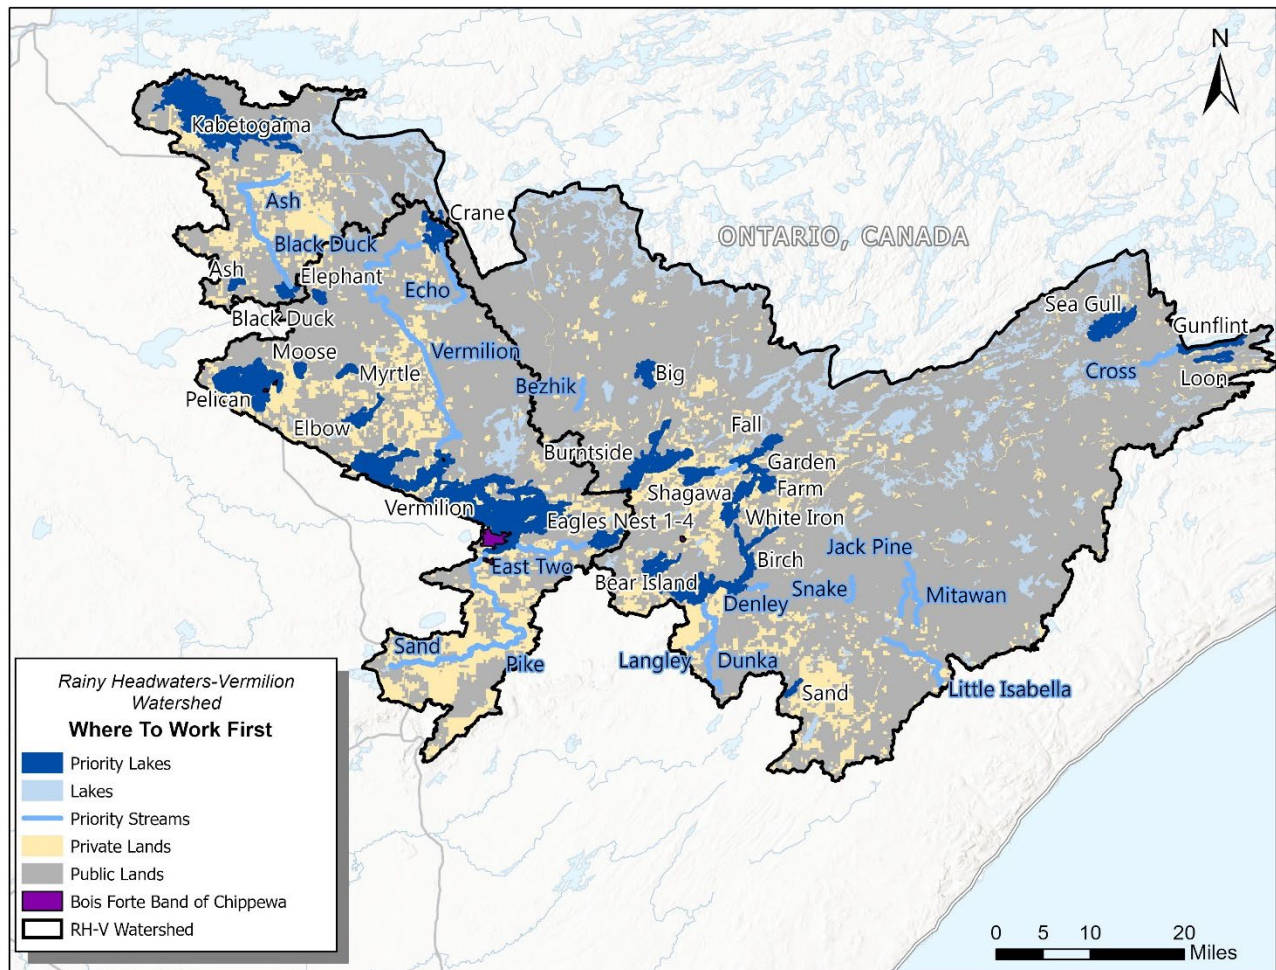 N
Kabetogama
Ash
Crane
ONTARIO, CANADA
Black Duck
Ash
Elephant
Echo
Black Duck
Sea Gull
Gunflint
Moose
Vermilion
Myrtle
Bezhik
Big
Cross
Loon
Pelican
Elbow
Fall
Burntside
Garden
Shagawa
Farm
Vermilion
Eagles Nest 1-4
White Iron
Jack Pine
East Two
Birch
Bear Island
Snake
Mitawan
Denley
Sand
Pike
Langley
Dunka
Sand
Little Isabella
Rainy Headwaters-Vermilion
Watershed
Where To Work First
Priority Lakes
Lakes
Priority Streams
Private Lands
Public Lands
Bois Forte Band of Chippewa
RH-V Watershed
0 5 10 20
Miles